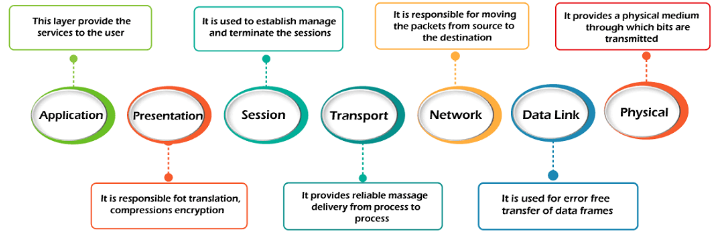 This layer provide the
services to the user
It is used to establish manage
and terminate the sessions
It is responsible for moving
the packets from source to
the destination
It provides a physical medium
through which bits are
transmitted
Application
Presentation
Session
Transport
Network
Data Link
Physical
It is responsible fot translation,
compressions encryption
It provides reliable massage
delivery from process to
process
It is used for error free
transfer of data frames